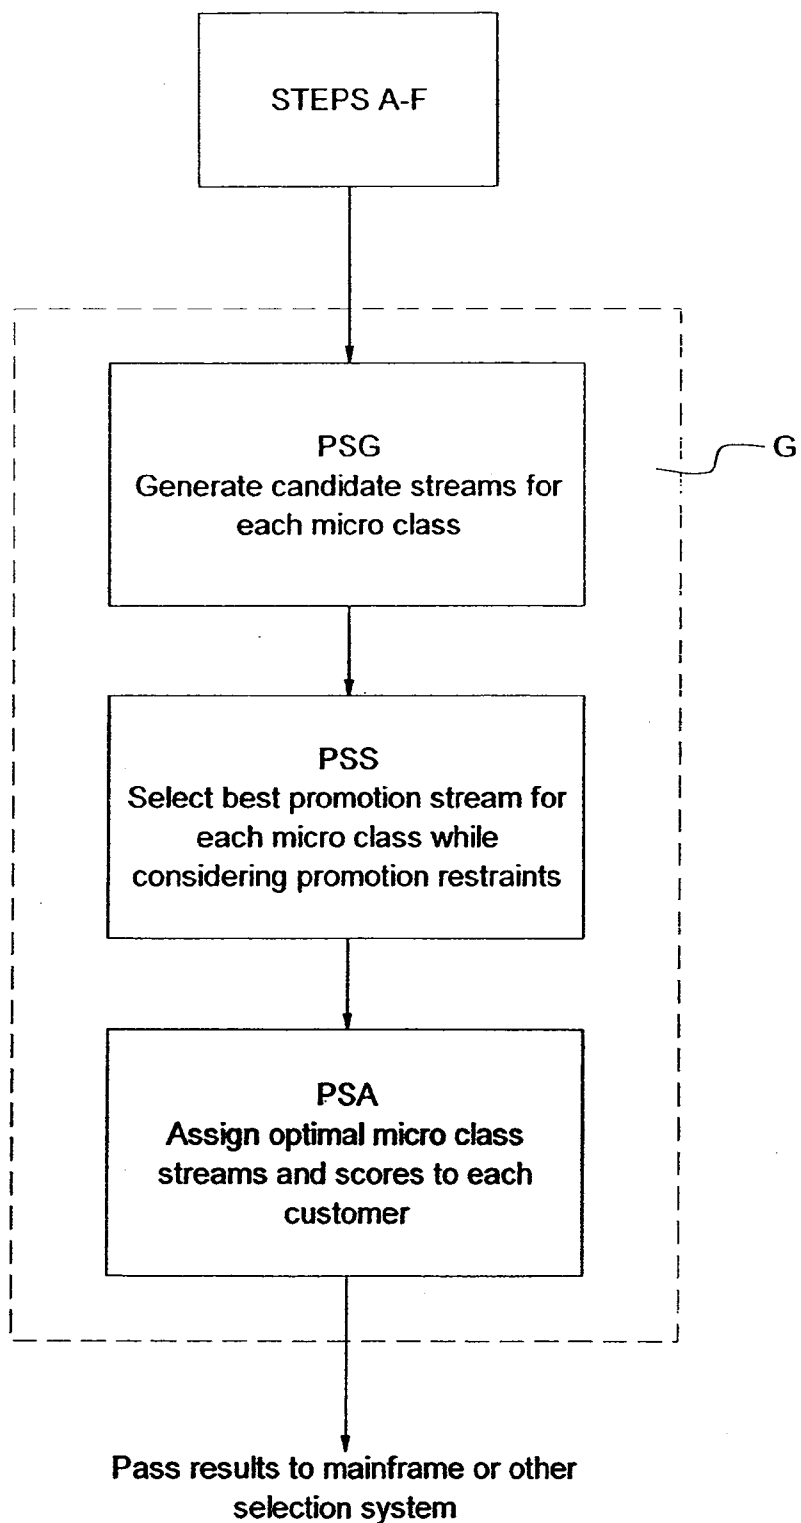 STEPS A-F
PSG
Generate candidate streams for
each micro class
G
PSS
Select best promotion stream for
each micro class while
considering promotion restraints
PSA
Assign optimal micro class
streams and scores to each
customer
Pass results to mainframe or other
selection system